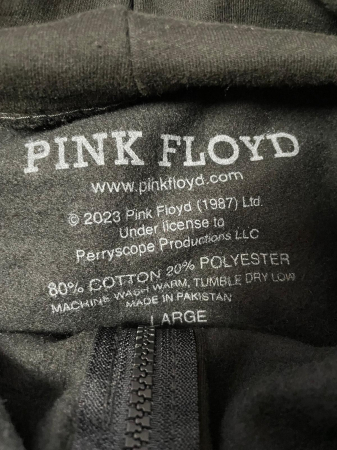 PINK FLOYD
www.pinkfloyd.com
© 2023 Pink Floyd (1987) Ltd.
Under license to
Perryscope Productions LLC
80% COTTON 20% POLYESTER
MACHINE WASH WARM, TUMBLE DRY LOW
MADE IN PAKISTAN
LARGE